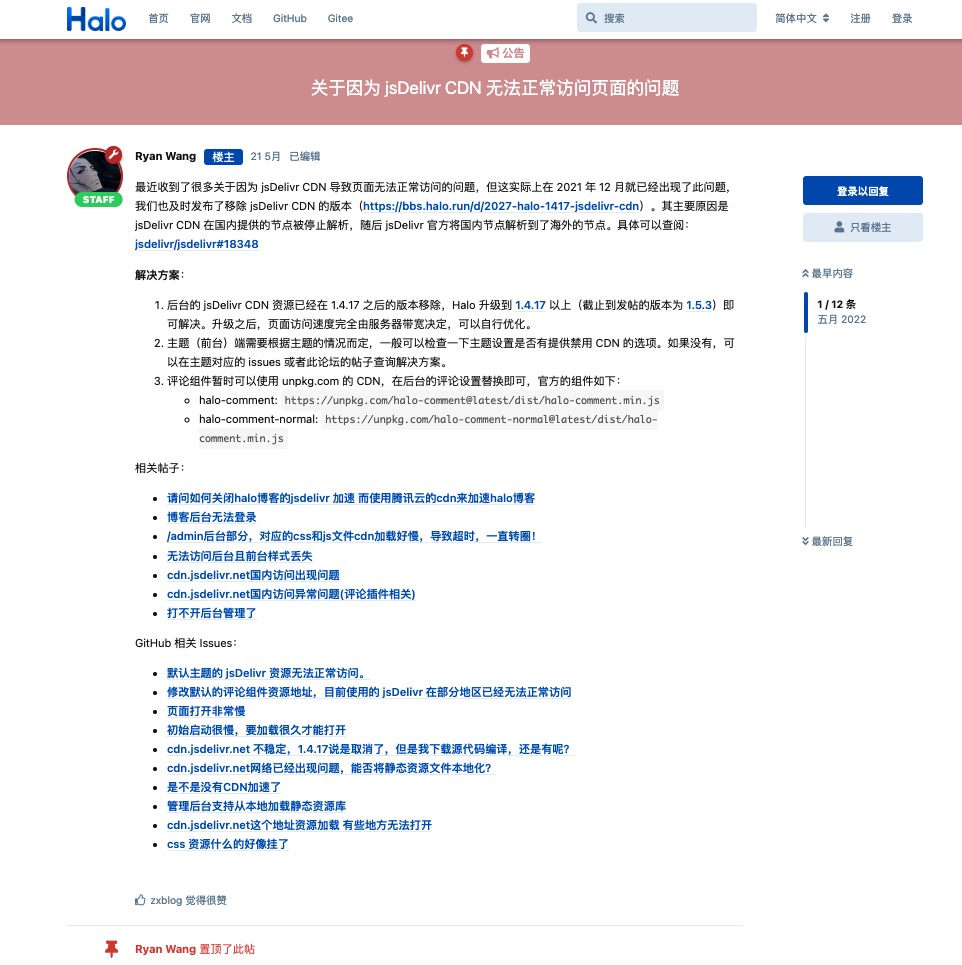 Halo 首页 官网 文档 GitHub Gitee 搜索 简体中文 注册 登录
公告
关于因为 jsDelivr CDN 无法正常访问页面的问题
Ryan Wang 楼主 21 5月 已编辑
STAFF
最近收到了很多关于因为 jsDelivr CDN 导致页面无法正常访问的问题，但这实际上在 2021 年 12 月就已经出现了此问题，
我们也及时发布了移除 jsDelivr CDN 的版本（https://bbs.halo.run/d/2027-halo-1417-jsdelivr-cdn）。其主要原因是
jsDelivr CDN 在国内提供的节点被停止解析，随后 jsDelivr 官方将国内节点解析到了海外的节点。具体可以查阅：
jsdelivr/jsdelivr#18348
解决方案：
1. 后台的 jsDelivr CDN 资源已经在 1.4.17 之后的版本移除，Halo 升级到 1.4.17 以上（截止到发帖的版本为 1.5.3）即
可解决。升级之后，页面访问速度完全由服务器带宽决定，可以自行优化。
2. 主题（前台）端需要根据主题的情况而定，一般可以检查一下主题设置是否有提供禁用 CDN 的选项。如果没有，可
以在主题对应的 issues 或者此论坛的帖子查询解决方案。
3. 评论组件暂时可以使用 unpkg.com 的 CDN，在后台的评论设置替换即可，官方的组件如下：
halo-comment: https://unpkg.com/halo-comment@latest/dist/halo-comment.min.js
halo-comment-normal: https://unpkg.com/halo-comment-normal@latest/dist/halo-
comment.min.js
相关帖子：
请问如何关闭halo博客的jsdelivr 加速 而使用腾讯云的cdn来加速halo博客
博客后台无法登录
/admin后台部分，对应的css和js文件cdn加载好慢，导致超时，一直转圈！
无法访问后台且前台样式丢失
cdn.jsdelivr.net国内访问出现问题
cdn.jsdelivr.net国内访问异常问题(评论插件相关)
打不开后台管理了
GitHub 相关 Issues：
默认主题的 jsDelivr 资源无法正常访问。
修改默认的评论组件资源地址，目前使用的 jsDelivr 在部分地区已经无法正常访问
页面打开非常慢
初始启动很慢，要加载很久才能打开
cdn.jsdelivr.net 不稳定，1.4.17说是取消了，但是我下载源代码编译，还是有呢？
cdn.jsdelivr.net网络已经出现问题，能否将静态资源文件本地化？
是不是没有CDN加速了
管理后台支持从本地加载静态资源库
cdn.jsdelivr.net这个地址资源加载 有些地方无法打开
css 资源什么的好像挂了
zxblog 觉得很赞
Ryan Wang 置顶了此帖
登录以回复
只看楼主
最早内容
1 / 12 条
五月 2022
最新回复